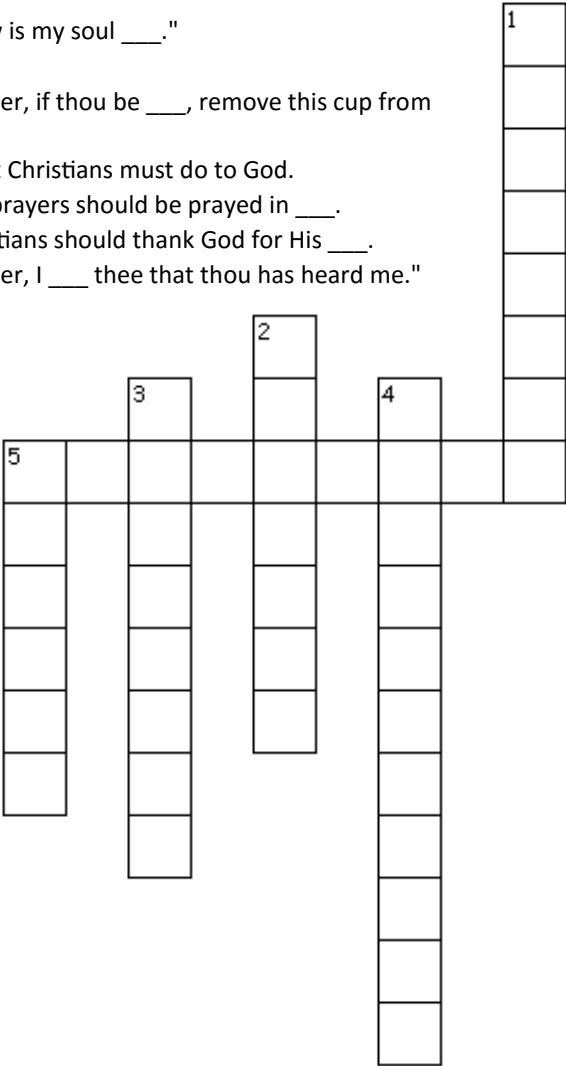 y is my soul ___."
er, if thou be ___, remove this cup from
t Christians must do to God.
prayers should be prayed in ___.
tians should thank God for His ___.
er, I ___ thee that thou has heard me."
1
2
3
4
5